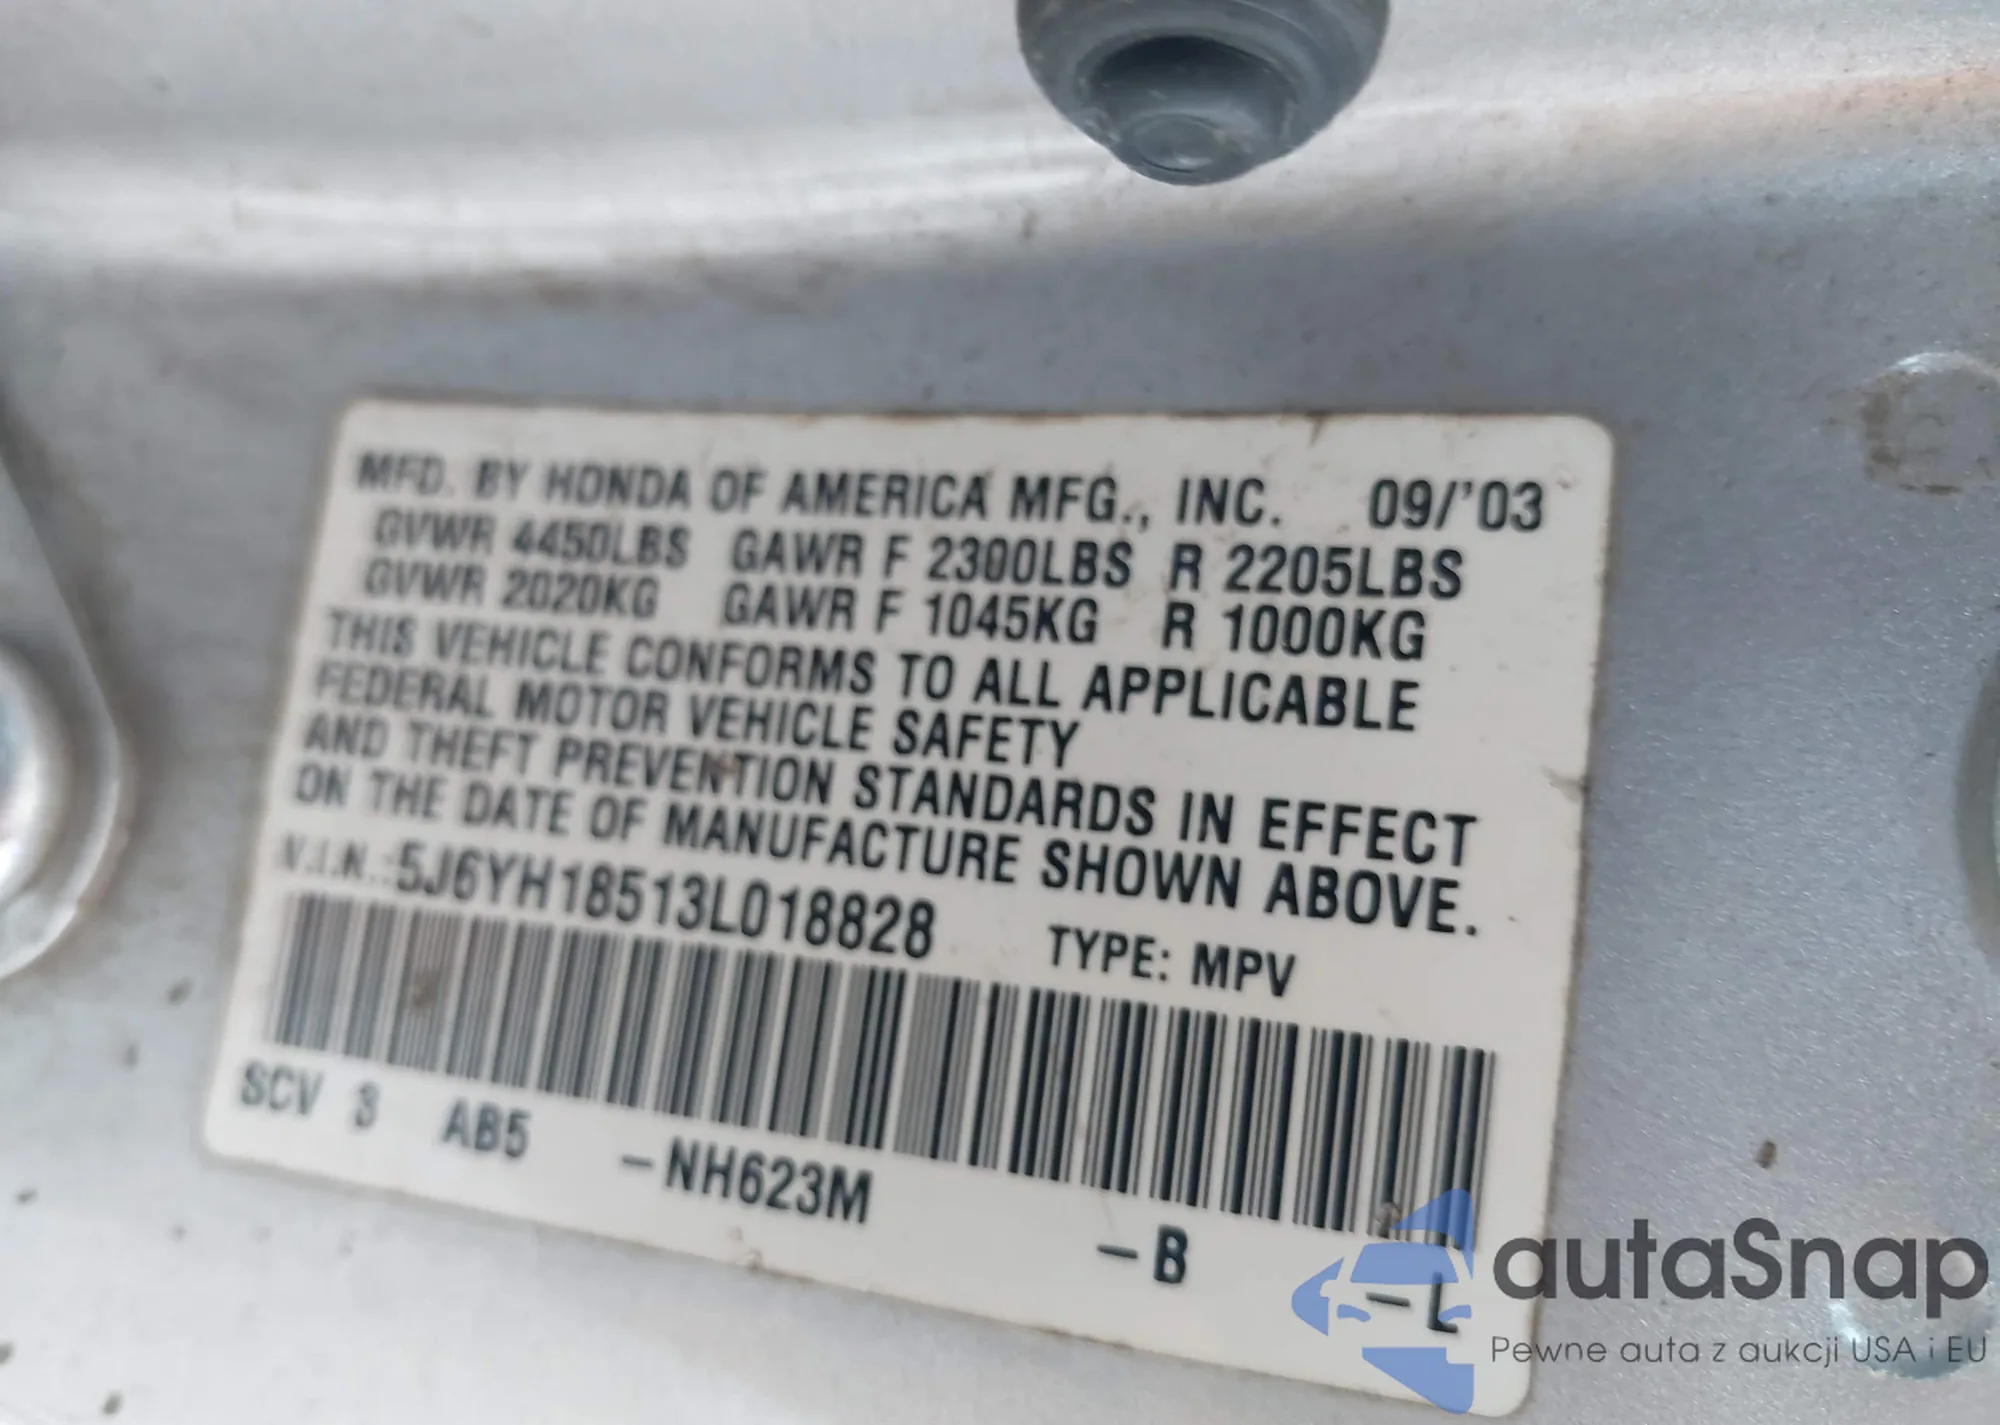 MFD. BY HONDA OF AMERICA MFG., INC. 09/'03
GVWR 4450LBS GAWR F 2300LBS R 2205LBS
GVWR 2020KG GAWR F 1045KG R 1000KG
THIS VEHICLE CONFORMS TO ALL APPLICABLE
FEDERAL MOTOR VEHICLE SAFETY
AND THEFT PREVENTION STANDARDS IN EFFECT
ON THE DATE OF MANUFACTURE SHOWN ABOVE.
V.I.N.:5J6YH18513L018828 TYPE: MPV
SCV 3 AB5 -NH623M -B -L
autaSnap
Pewne auta z aukcji USA i EU